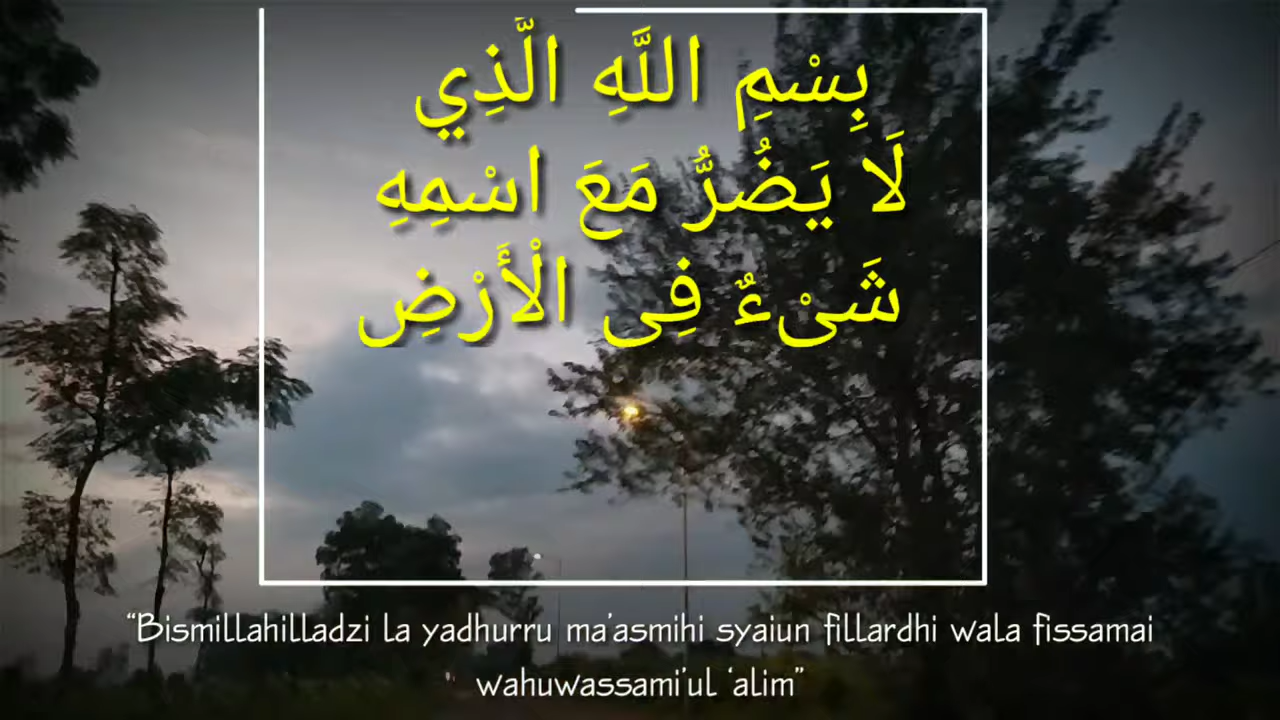 بِسْمِ اللَّهِ الَّذِي
لَا يَضُرُّ مَعَ اسْمِهِ
شَىْءٌ فِى الْأَرْضِ
“Bismillahilladzi la yadhurru ma’asmihi syaiun fillardhi wala fissamai
wahuwassami’ul ‘alim”